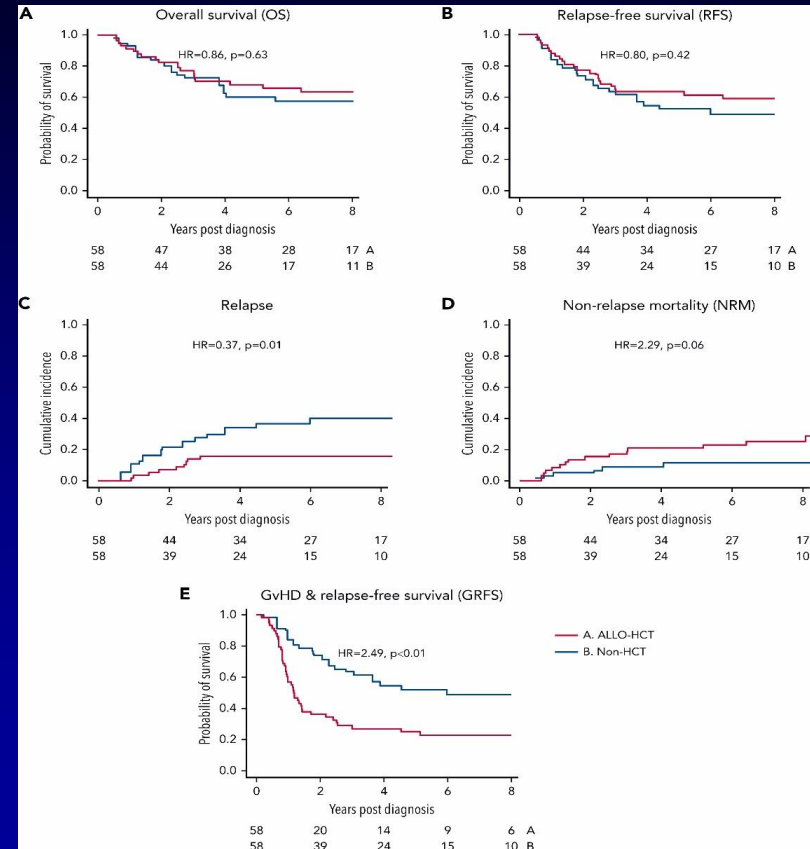 A
Overall survival (OS)
HR=0.86, p=0.63
Probability of survival
1.0
0.8
0.6
0.4
0.2
0.0
0 2 4 6 8
Years post diagnosis
58 47 38 28 17 A
58 44 26 17 11 B
B
Relapse-free survival (RFS)
HR=0.80, p=0.42
Probability of survival
1.0
0.8
0.6
0.4
0.2
0.0
0 2 4 6 8
Years post diagnosis
58 44 34 27 17 A
58 39 24 15 10 B
C
Relapse
HR=0.37, p=0.01
Cumulative incidence
1.0
0.8
0.6
0.4
0.2
0.0
0 2 4 6 8
Years post diagnosis
58 44 34 27 17
58 39 24 15 10
D
Non-relapse mortality (NRM)
HR=2.29, p=0.06
Cumulative incidence
1.0
0.8
0.6
0.4
0.2
0.0
0 2 4 6 8
Years post diagnosis
58 44 34 27 17
58 39 24 15 10
E
GvHD & relapse-free survival (GRFS)
HR=2.49, p<0.01
Probability of survival
1.0
0.8
0.6
0.4
0.2
0.0
0 2 4 6 8
Years post diagnosis
58 20 14 9 6 A
58 39 24 15 10 B
A. ALLO-HCT
B. Non-HCT